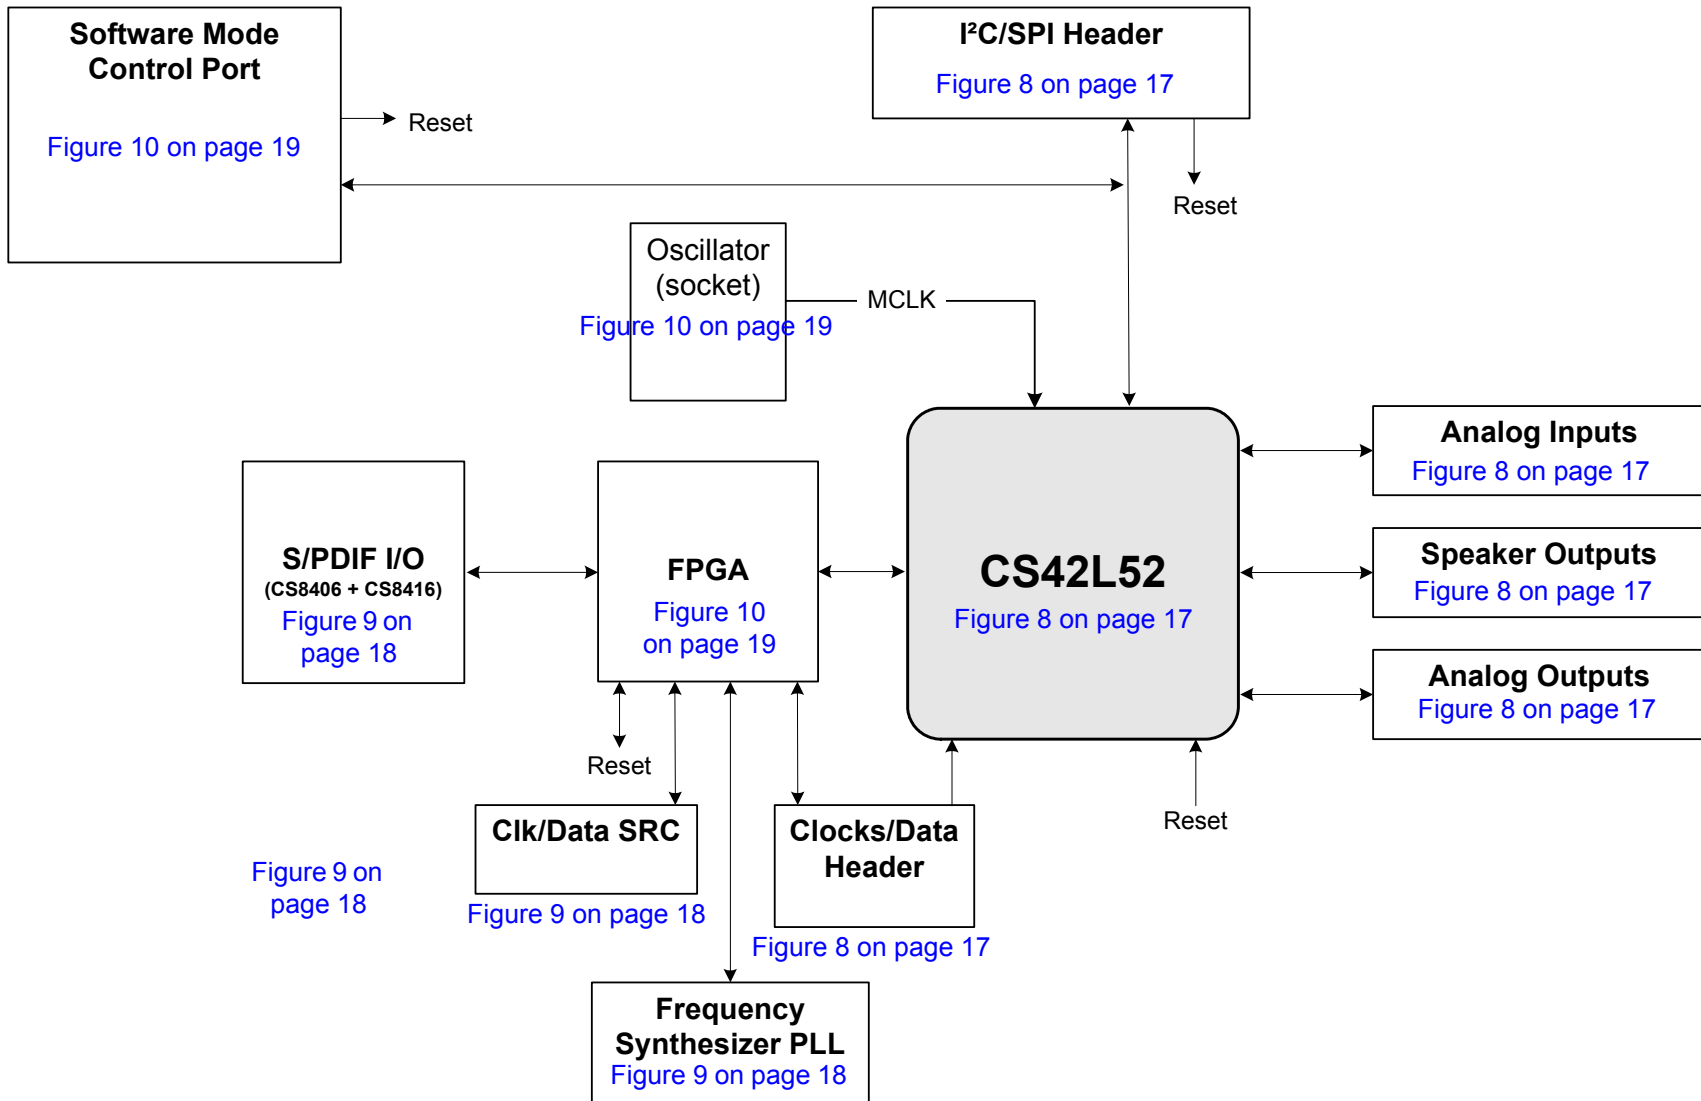 Software Mode
Control Port
Figure 10 on page 19
Reset
I²C/SPI Header
Figure 8 on page 17
Reset
Oscillator
(socket)
Figure 10 on page 19
MCLK
S/PDIF I/O
(CS8406 + CS8416)
Figure 9 on
page 18
FPGA
Figure 10
on page 19
CS42L52
Figure 8 on page 17
Analog Inputs
Figure 8 on page 17
Speaker Outputs
Figure 8 on page 17
Analog Outputs
Figure 8 on page 17
Reset
Reset
Clk/Data SRC
Figure 9 on page 18
Clocks/Data
Header
Figure 8 on page 17
Figure 9 on
page 18
Frequency
Synthesizer PLL
Figure 9 on page 18